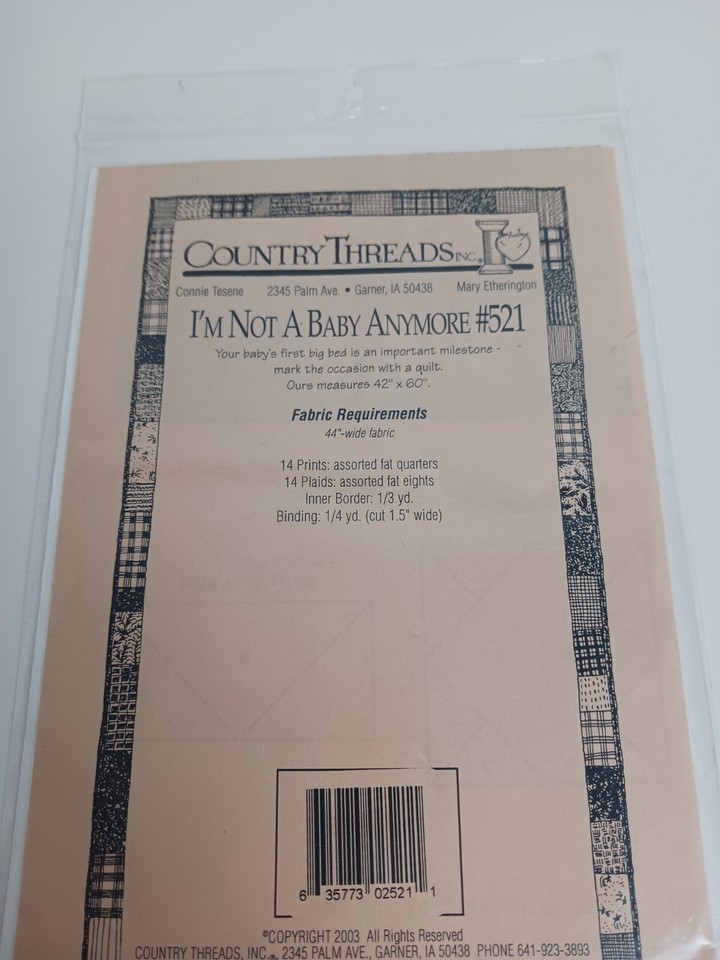 COUNTRY THREADS INC.®
Connie Tesene 2345 Palm Ave. • Garner, IA 50438 Mary Etherington
I'M NOT A BABY ANYMORE #521
Your baby's first big bed is an important milestone -
mark the occasion with a quilt.
Ours measures 42" x 60".
Fabric Requirements
44"-wide fabric
14 Prints: assorted fat quarters
14 Plaids: assorted fat eights
Inner Border: 1/3 yd.
Binding: 1/4 yd. (cut 1.5" wide)
6 35773 02521 1
©COPYRIGHT 2003 All Rights Reserved
COUNTRY THREADS, INC.®, 2345 PALM AVE., GARNER, IA 50438 PHONE 641-923-3893